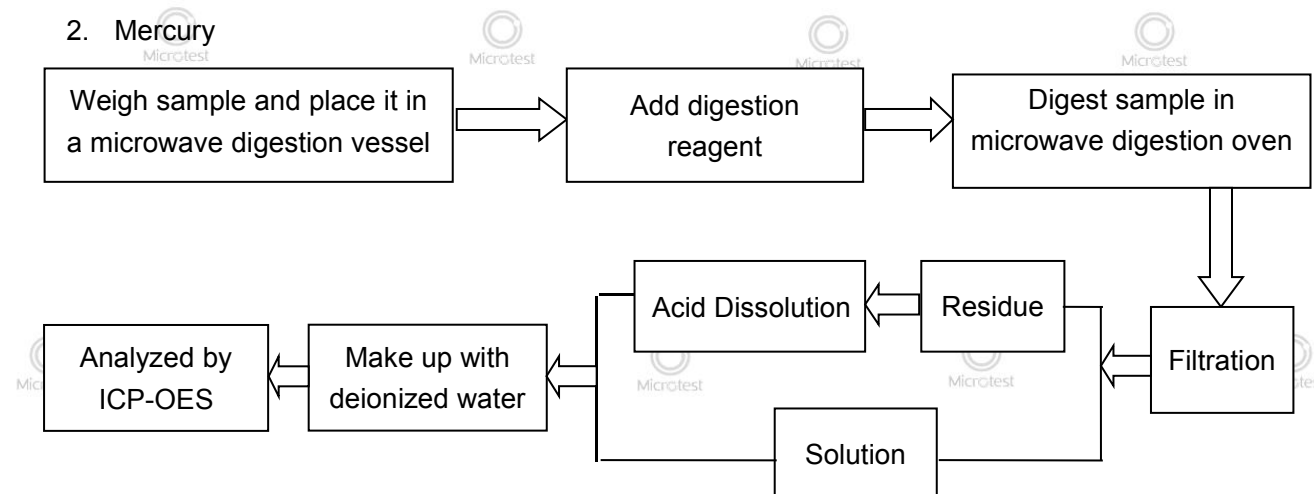 2. Mercury
Microtest
Microtest
Microtest
Microtest
Weigh sample and place it in
a microwave digestion vessel
Add digestion
reagent
Digest sample in
microwave digestion oven
Acid Dissolution
Residue
Filtration
Analyzed by
ICP-OES
Make up with
deionized water
Microtest
Microtest
Solution